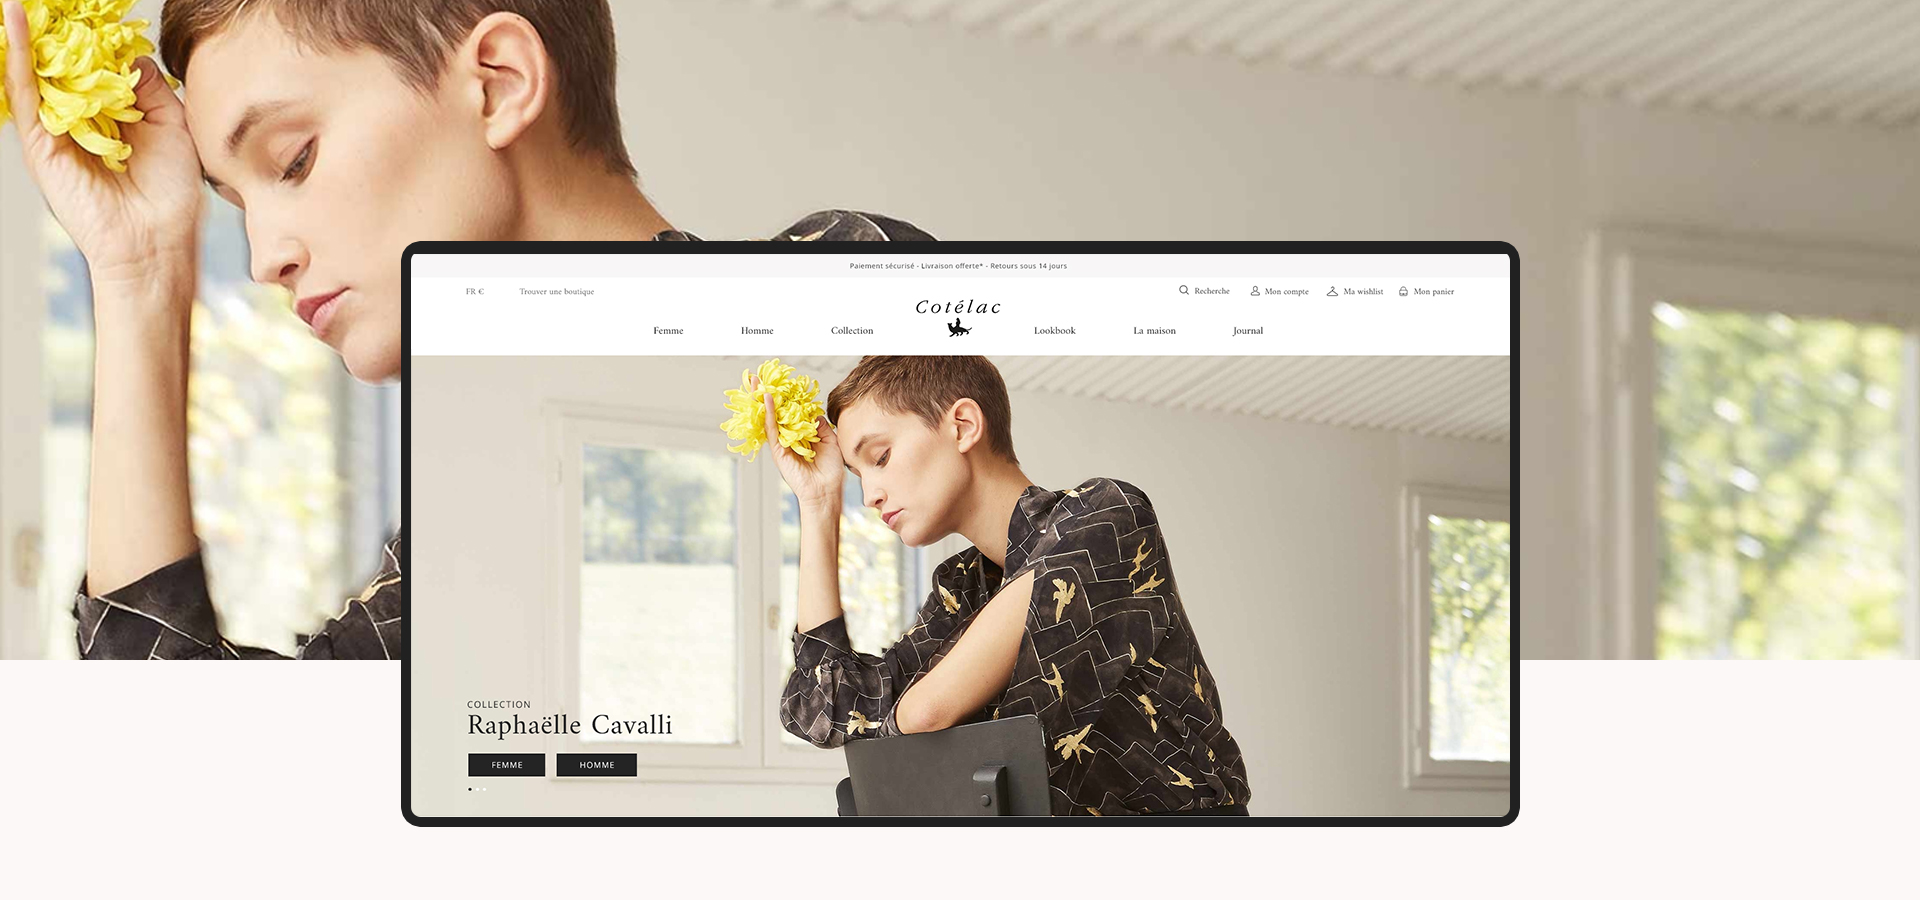 Paiement sécurisé - Livraison offerte* - Retours sous 14 jours
FR €
Trouver une boutique
Recherche
Mon compte
Ma wishlist
Mon panier
Cotélac
Femme
Homme
Collection
Lookbook
La maison
Journal
COLLECTION
Raphaëlle Cavalli
FEMME
HOMME